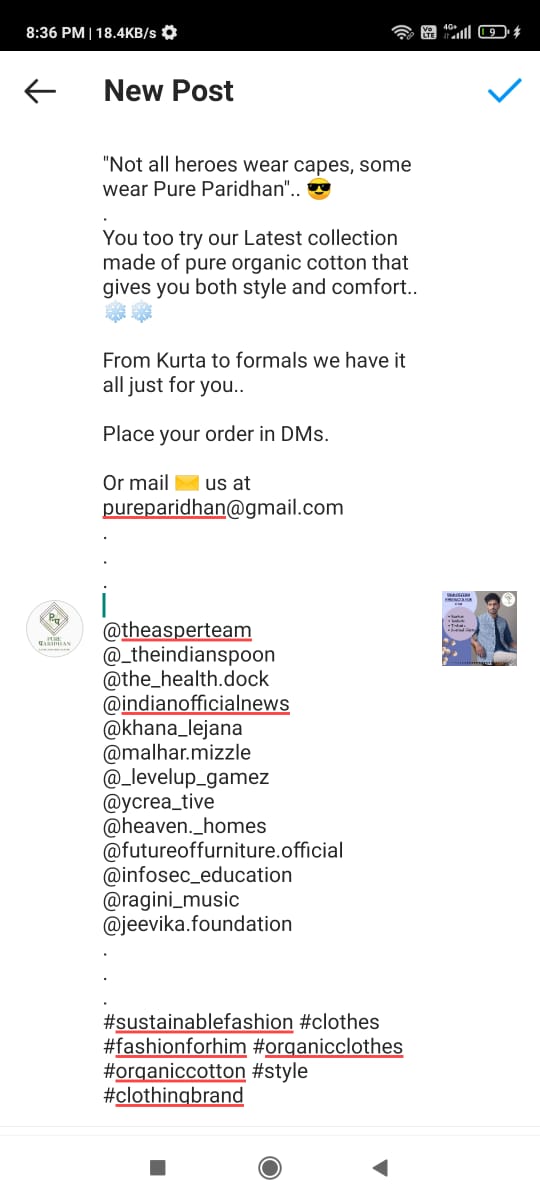 8:36 PM | 18.4KB/s
Vo LTE 4G+ 9
New Post
"Not all heroes wear capes, some
wear Pure Paridhan".. 😎
.
You too try our Latest collection
made of pure organic cotton that
gives you both style and comfort..
❄️❄️
From Kurta to formals we have it
all just for you..
Place your order in DMs.
Or mail ✉️ us at
pureparidhan@gmail.com
.
.
.
PURE
PARIDHAN
@theasperteam
@_theindianspoon
@the_health.dock
@indianofficialnews
@khana_lejana
@malhar.mizzle
@_levelup_gamez
@ycrea_tive
@heaven._homes
@futureoffurniture.official
@infosec_education
@ragini_music
@jeevika.foundation
.
.
.
#sustainablefashion #clothes
#fashionforhim #organicclothes
#organiccotton #style
#clothingbrand